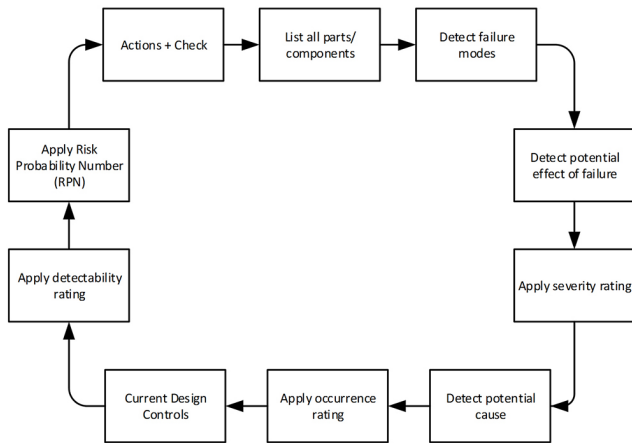 Actions + Check
List all parts/
components
Detect failure
modes
Detect potential
effect of failure
Apply severity rating
Detect potential
cause
Apply occurrence
rating
Current Design
Controls
Apply detectability
rating
Apply Risk
Probability Number
(RPN)